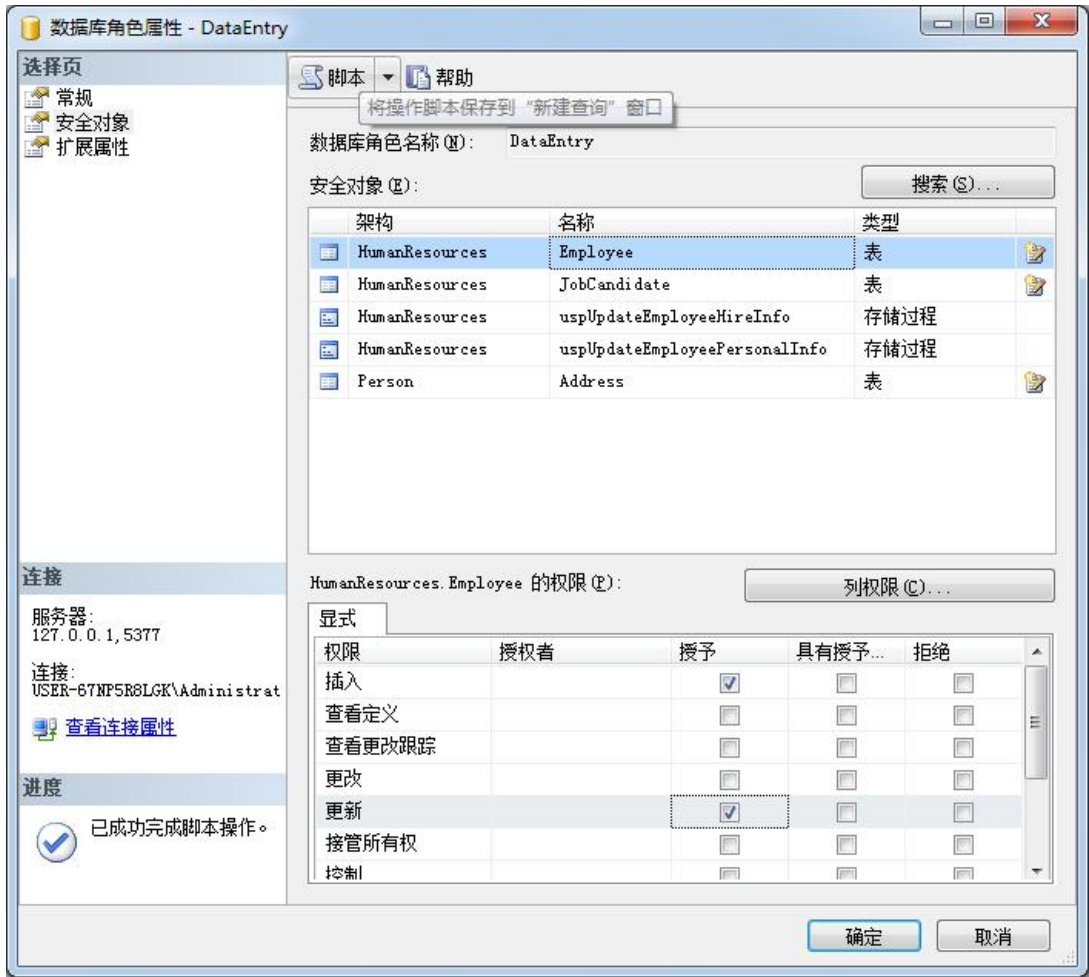 数据库角色属性 - DataEntry
选择页
常规
安全对象
扩展属性
脚本 帮助
将操作脚本保存到“新建查询”窗口
数据库角色名称(N): DataEntry
安全对象(E): 搜索(S)...
架构 名称 类型
HumanResources Employee 表
HumanResources JobCandidate 表
HumanResources uspUpdateEmployeeHireInfo 存储过程
HumanResources uspUpdateEmployeePersonalInfo 存储过程
Person Address 表
连接
服务器:
127.0.0.1,5377
连接:
USER-67NP5R8LGK\Administrat
查看连接属性
进度
已成功完成脚本操作。
HumanResources.Employee 的权限(P): 列权限(C)...
显式
权限 授权者 授予 具有授予... 拒绝
插入
查看定义
查看更改跟踪
更改
更新
接管所有权
控制
确定 取消